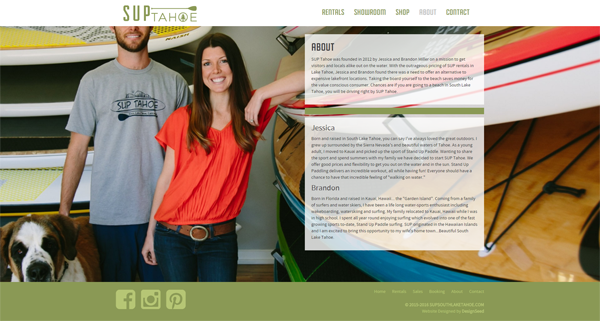 SUP TAHOE
RENTALS SHOWROOM SHOP ABOUT CONTACT
SUP TAHOE
ABOUT
SUP Tahoe was founded in 2012 by Jessica and Brandon Miller on a mission to get
visitors and locals alike out on the water. With the outrageous pricing of SUP rentals in
Lake Tahoe, Jessica and Brandon found there was a need to offer an alternative to
expensive lakefront locations. Taking the board yourself to the beach saves money for
the value conscious consumer. Chances are if you are going to a beach in South Lake
Tahoe, you will be driving right by SUP Tahoe.
Jessica
Born and raised in South Lake Tahoe, you can say I've always loved the great outdoors. I
grew up surrounded by the Sierra Nevada's and beautiful waters of Tahoe. As a young
adult, I moved to Kauai and picked up the sport of Stand Up Paddle. Wanting to share
the sport and spend summers with my family we have decided to start SUP Tahoe. We
offer good prices and flexibility to get you out on the water and in the sun. Stand Up
Paddling delivers an incredible workout, all while having fun! Everyone should have a
chance to have that incredible feeling of "walking on water."
Brandon
Born in Florida and raised in Kauai, Hawaii... the "Garden Island". Coming from a family
of surfers and water skiers, I have been a life long water sports enthusiast including
wakeboarding, waterskiing and surfing. My family relocated to Kauai, Hawaii while I was
in high school. I spent all year round enjoying surfing which evolved into one of the fast
growing sports to-date, Stand Up Paddle surfing. SUP originated in the Hawaiian Islands
and I am excited to bring this opportunity to my wife's home town...Beautiful South
Lake Tahoe.
Home Rentals Sales Booking About Contact
© 2015-2016 SUPSOUTHLAKETAHOE.COM
Website Designed by